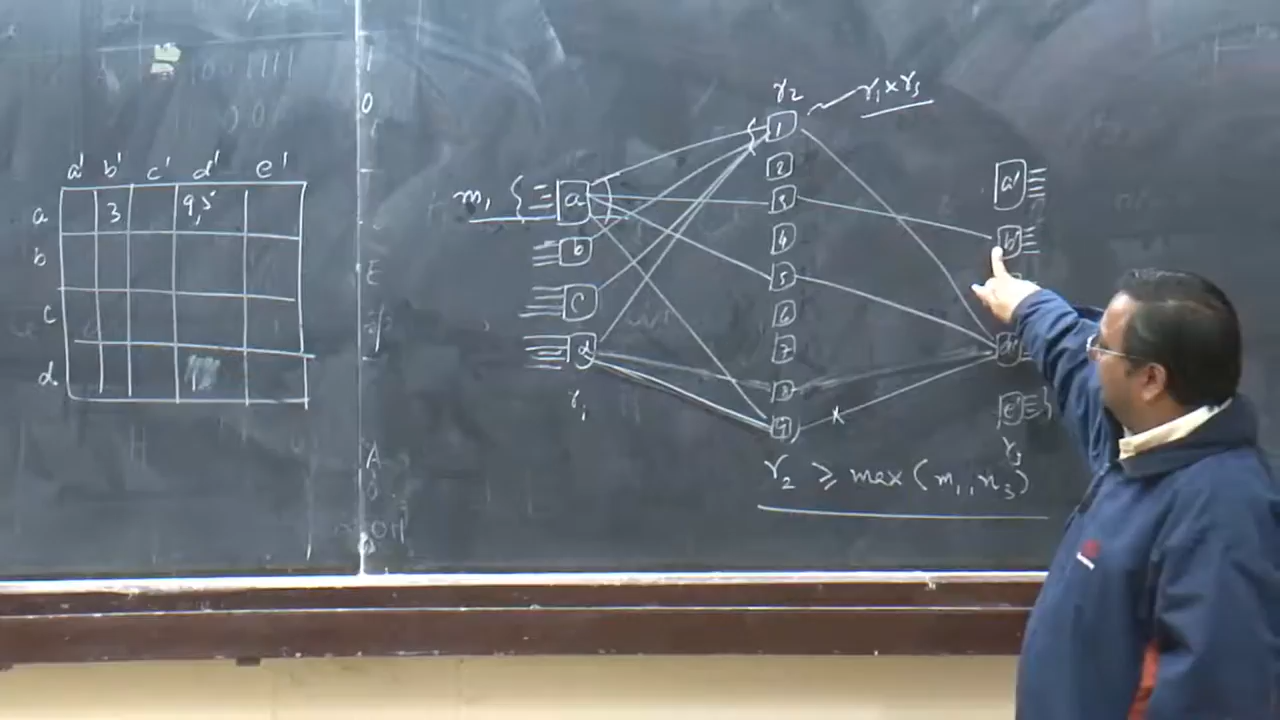 a' b' c' d' e'
a 3 9,5
b
c
d
m₁ {
a
b
c
d
r₁
r₂
r₁×r₃
1
2
3
4
5
6
7
8
9
a'
b'
e'
r₃
r₂ ≥ max(m₁, n₃)